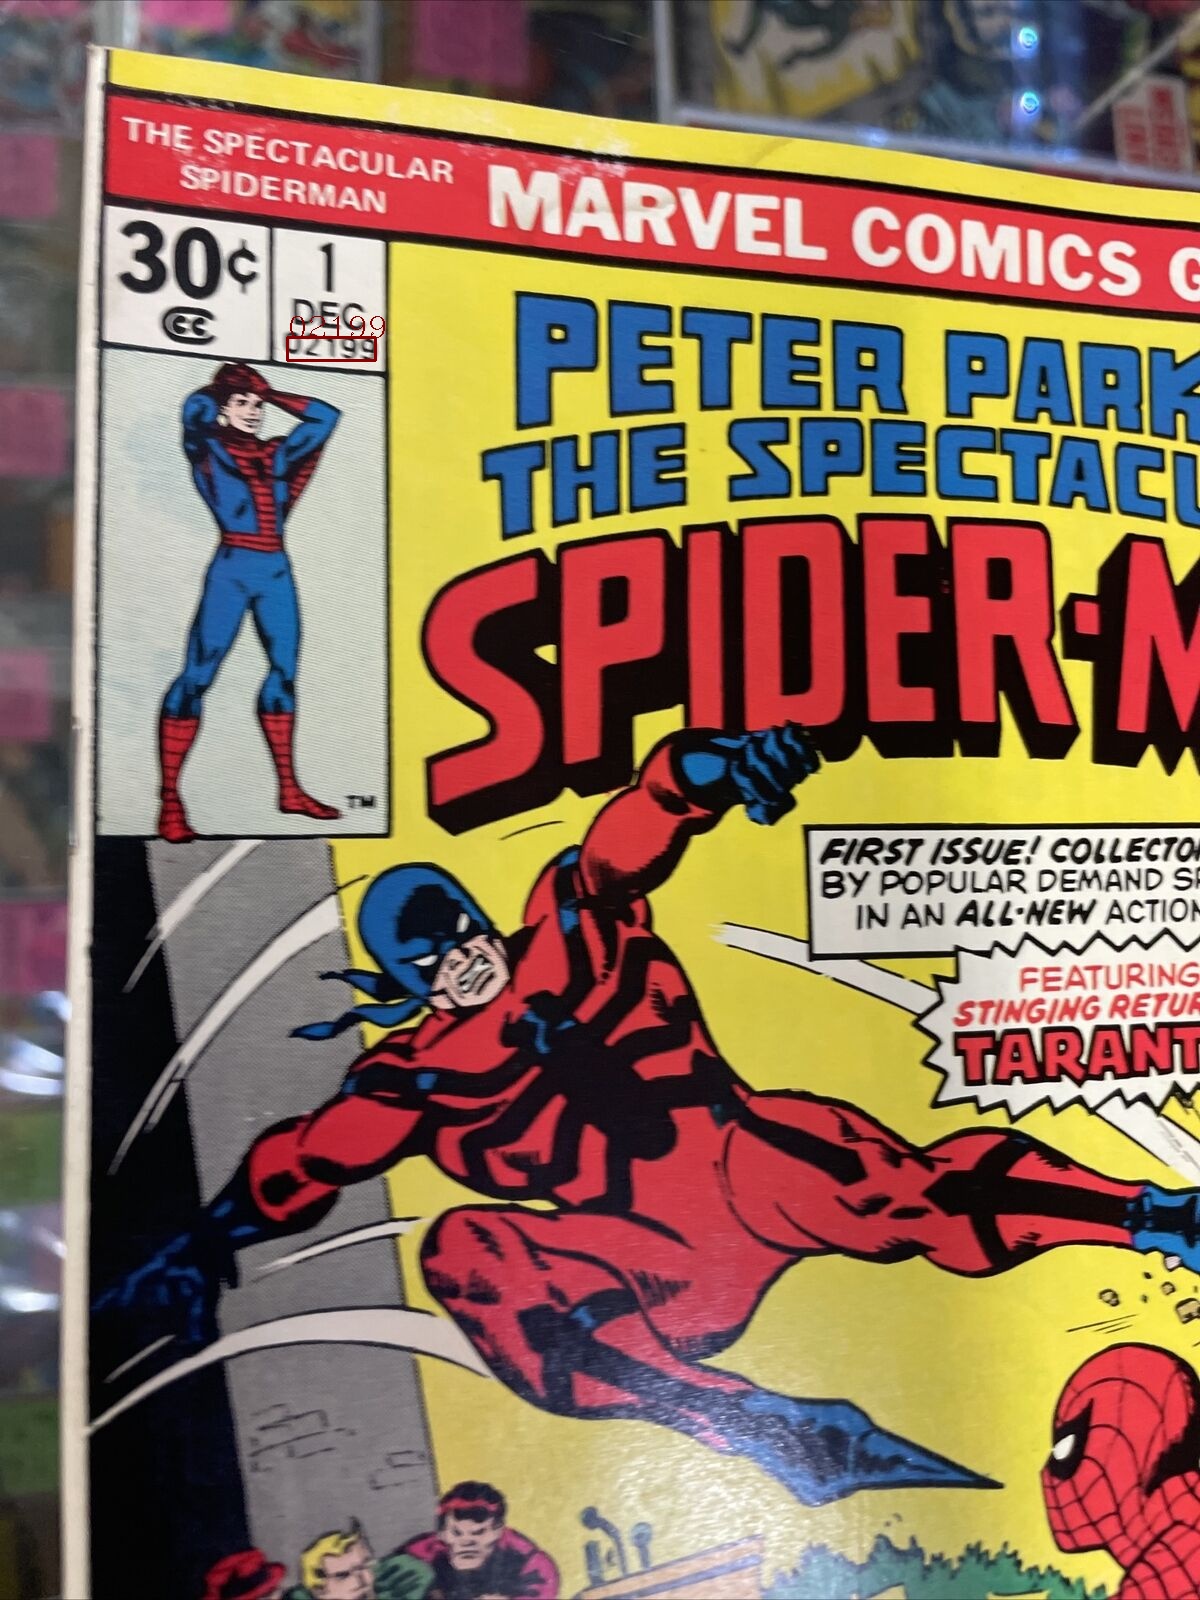 THE SPECTACULAR
SPIDERMAN
MARVEL COMICS G
30¢
CC
1
DEC
02199
02199
PETER PARK
THE SPECTACU
SPIDER-M
TM
FIRST ISSUE! COLLECTOR
BY POPULAR DEMAND SP
IN AN ALL-NEW ACTION
FEATURING
STINGING RETUR
TARANT